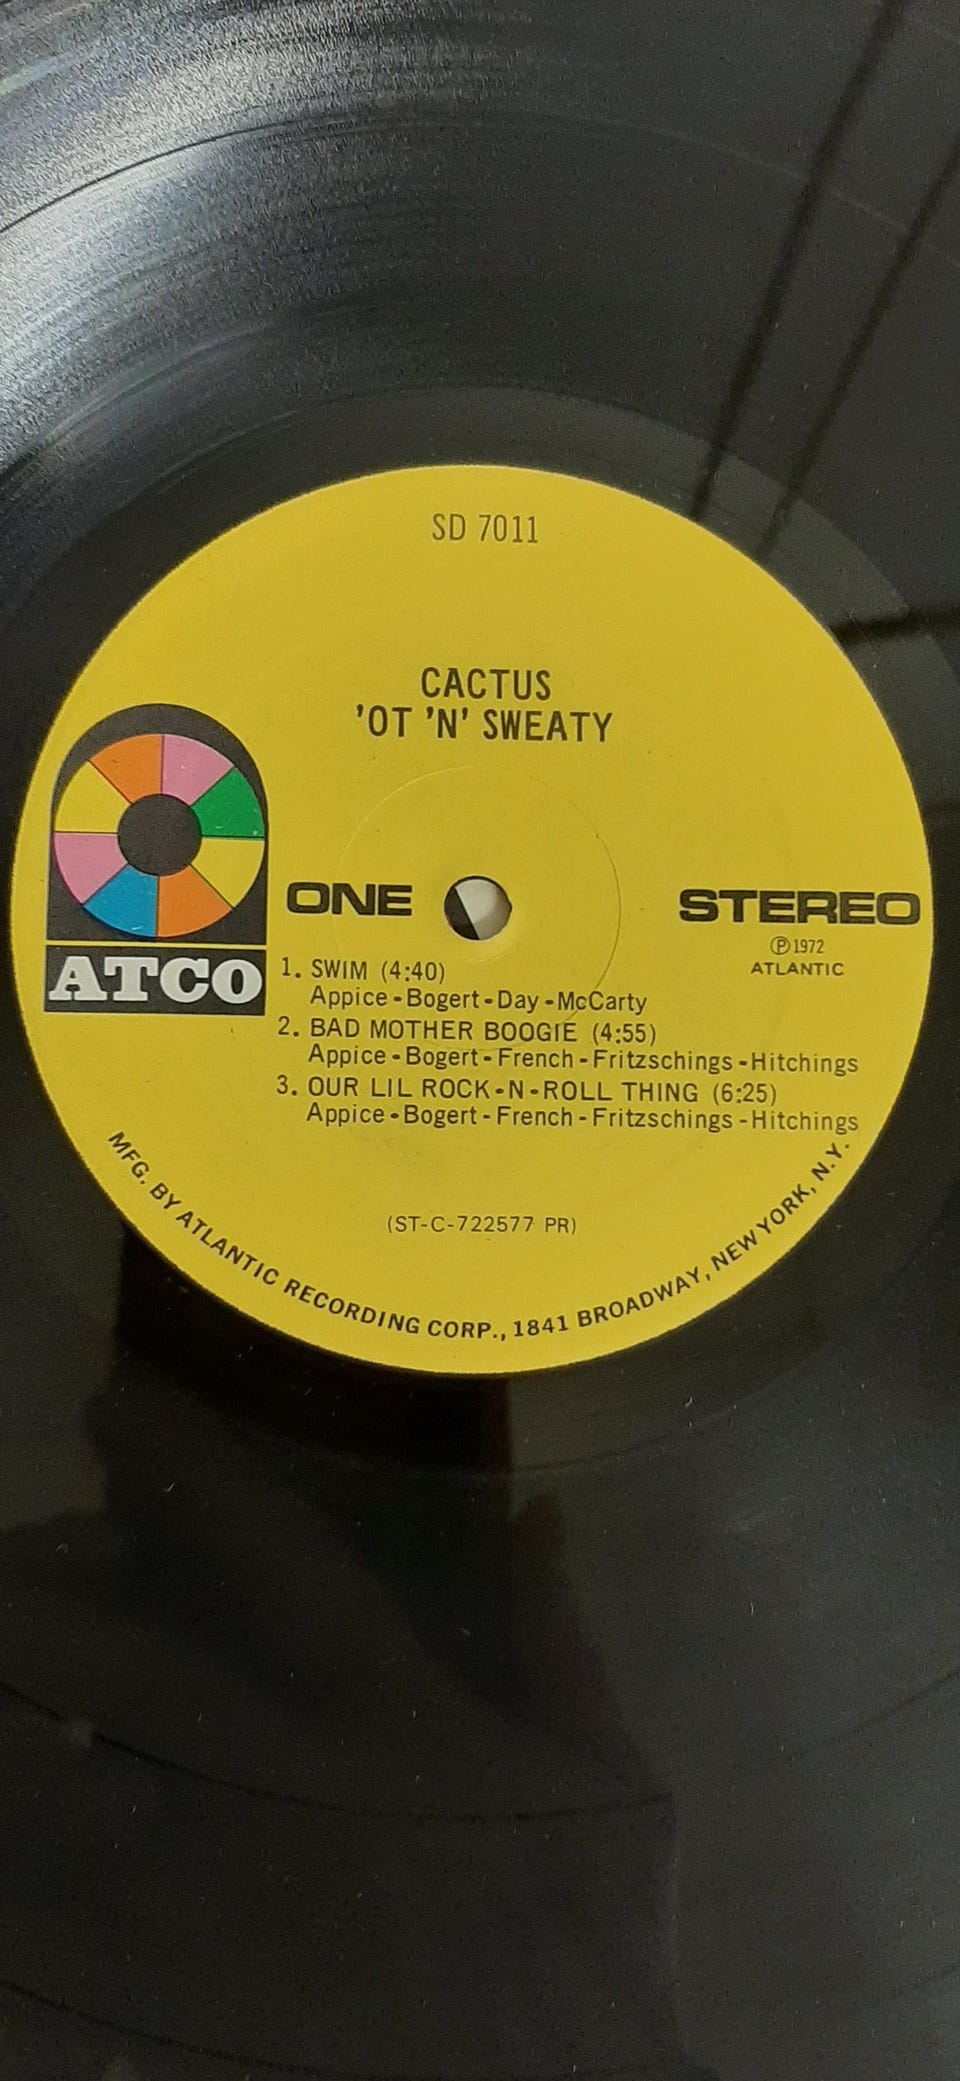 SD 7011
CACTUS
'OT 'N' SWEATY
ATCO
ONE
STEREO
Ⓟ 1972
ATLANTIC
1. SWIM (4:40)
Appice - Bogert - Day - McCarty
2. BAD MOTHER BOOGIE (4:55)
Appice - Bogert - French - Fritzschings - Hitchings
3. OUR LIL ROCK-N-ROLL THING (6:25)
Appice - Bogert - French - Fritzschings - Hitchings
(ST-C-722577 PR)
MFG. BY ATLANTIC RECORDING CORP., 1841 BROADWAY, NEW YORK, N.Y.